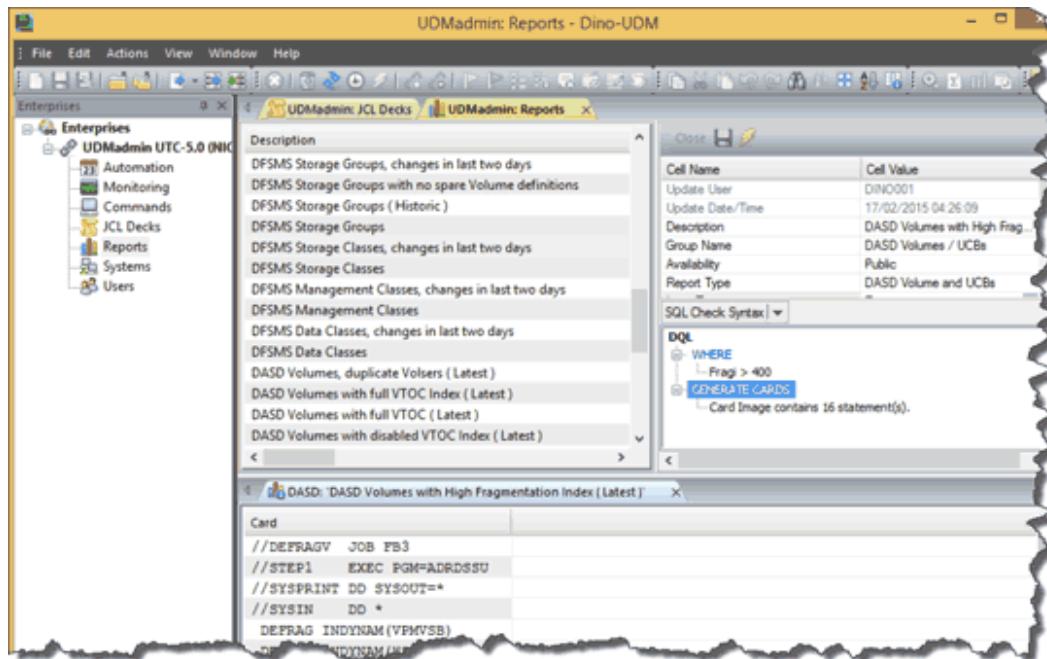 UDMadmin: Reports - Dino-UDM
File Edit Actions View Window Help
Enterprises
Enterprises
UDMadmin UTC-5.0 (NIC
Automation
Monitoring
Commands
JCL Decks
Reports
Systems
Users
UDMadmin: JCL Decks
UDMadmin: Reports
Description
DFSMS Storage Groups, changes in last two days
DFSMS Storage Groups with no spare Volume definitions
DFSMS Storage Groups ( Historic )
DFSMS Storage Groups
DFSMS Storage Classes, changes in last two days
DFSMS Storage Classes
DFSMS Management Classes, changes in last two days
DFSMS Management Classes
DFSMS Data Classes, changes in last two days
DFSMS Data Classes
DASD Volumes, duplicate Volsers ( Latest )
DASD Volumes with full VTOC Index ( Latest )
DASD Volumes with full VTOC ( Latest )
DASD Volumes with disabled VTOC Index ( Latest )
Close
Cell Name Cell Value
Update User DINO001
Update Date/Time 17/02/2015 04:26:09
Description DASD Volumes with High Frag...
Group Name DASD Volumes / UCBs
Availability Public
Report Type DASD Volume and UCBs
SQL Check Syntax
DQL
WHERE
Fragi > 400
GENERATE CARDS
Card Image contains 16 statement(s).
DASD: 'DASD Volumes with High Fragmentation Index ( Latest )'
Card
//DEFRAGV JOB FB3
//STEP1 EXEC PGM=ADRDSSU
//SYSPRINT DD SYSOUT=*
//SYSIN DD *
DEFRAG INDYNAM(VPMVSB)